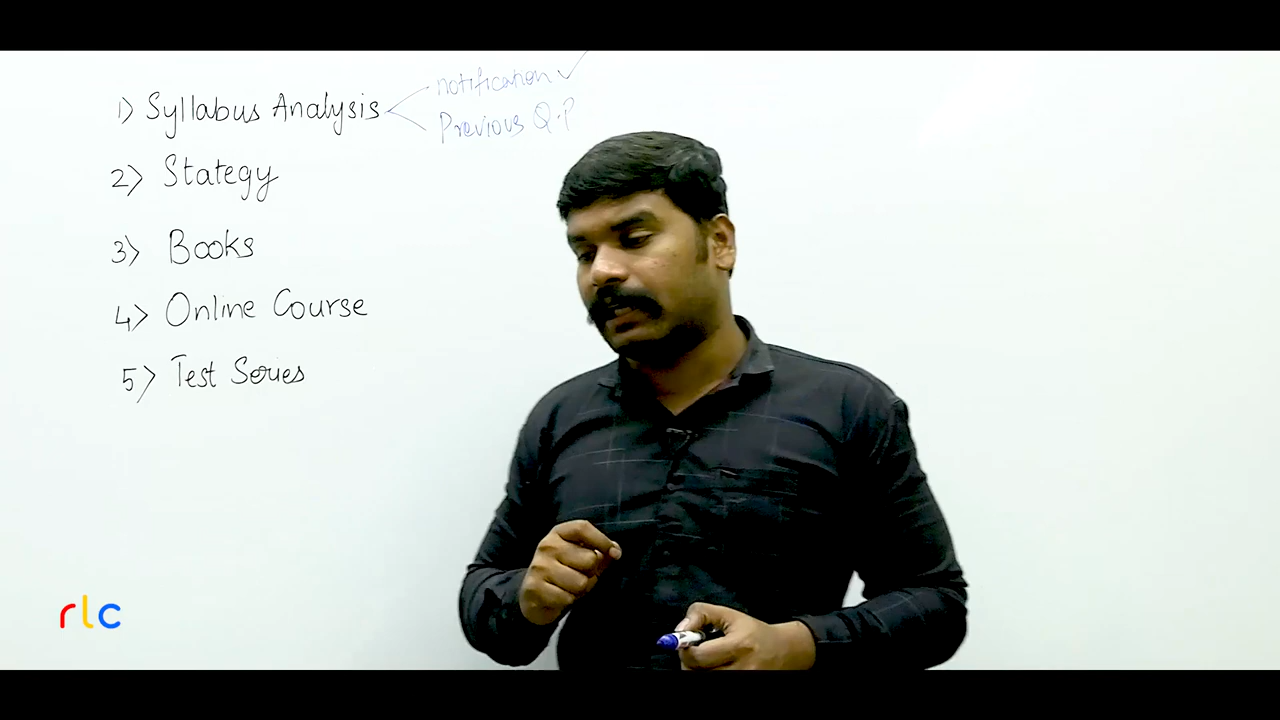 notification ✓
1) Syllabus Analysis
Previous Q.P
2) Stategy
3) Books
4) Online Course
5) Test Series
rlc